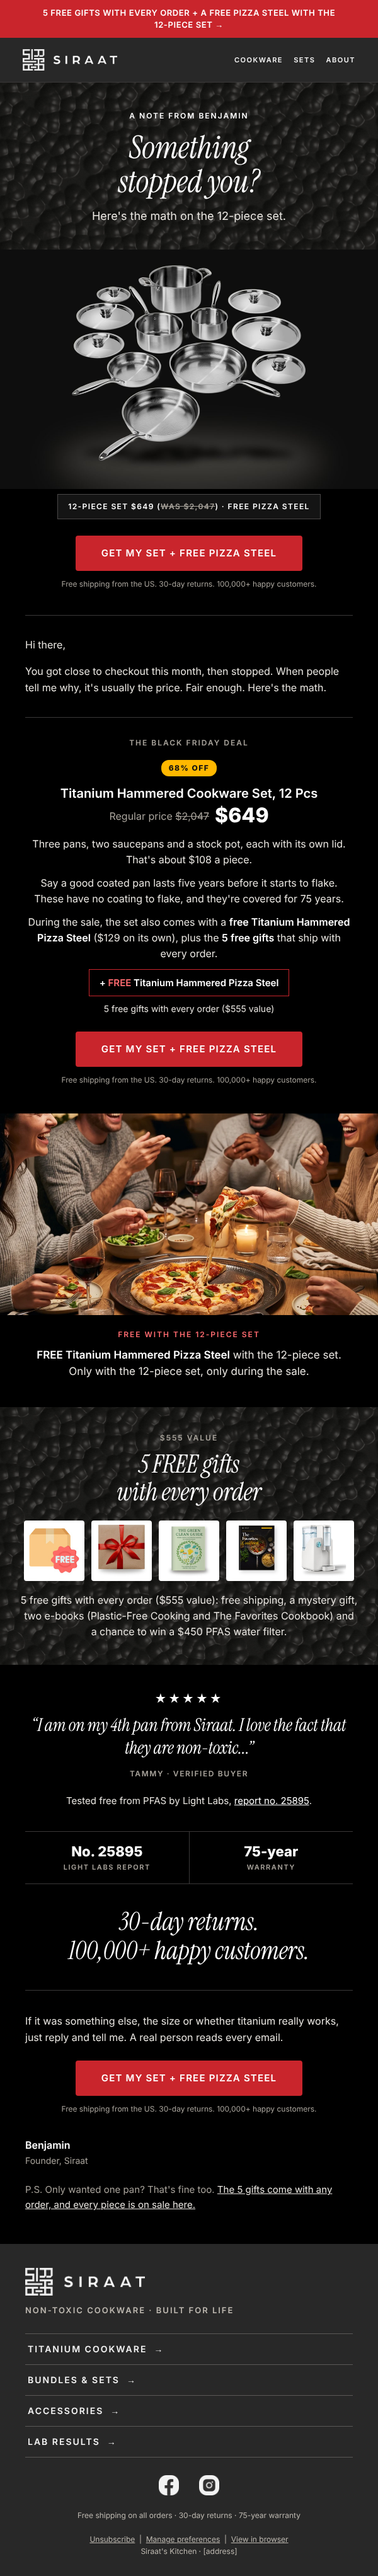 5 FREE GIFTS WITH EVERY ORDER + A FREE PIZZA STEEL WITH THE
12-PIECE SET →
SIRAAT
COOKWARE SETS ABOUT
A NOTE FROM BENJAMIN
Something
stopped you?
Here's the math on the 12-piece set.
12-PIECE SET $649 (WAS $2,047) · FREE PIZZA STEEL
GET MY SET + FREE PIZZA STEEL
Free shipping from the US. 30-day returns. 100,000+ happy customers.
Hi there,
You got close to checkout this month, then stopped. When people
tell me why, it's usually the price. Fair enough. Here's the math.
THE BLACK FRIDAY DEAL
68% OFF
Titanium Hammered Cookware Set, 12 Pcs
Regular price $2,047 $649
Three pans, two saucepans and a stock pot, each with its own lid.
That's about $108 a piece.
Say a good coated pan lasts five years before it starts to flake.
These have no coating to flake, and they're covered for 75 years.
During the sale, the set also comes with a free Titanium Hammered
Pizza Steel ($129 on its own), plus the 5 free gifts that ship with
every order.
+ FREE Titanium Hammered Pizza Steel
5 free gifts with every order ($555 value)
GET MY SET + FREE PIZZA STEEL
Free shipping from the US. 30-day returns. 100,000+ happy customers.
FREE WITH THE 12-PIECE SET
FREE Titanium Hammered Pizza Steel with the 12-piece set.
Only with the 12-piece set, only during the sale.
$555 VALUE
5 FREE gifts
with every order
FREE
5 free gifts with every order ($555 value): free shipping, a mystery gift,
two e-books (Plastic-Free Cooking and The Favorites Cookbook) and
a chance to win a $450 PFAS water filter.
★★★★★
“I am on my 4th pan from Siraat. I love the fact that
they are non-toxic...”
TAMMY · VERIFIED BUYER
Tested free from PFAS by Light Labs, report no. 25895.
No. 25895
LIGHT LABS REPORT
75-year
WARRANTY
30-day returns.
100,000+ happy customers.
If it was something else, the size or whether titanium really works,
just reply and tell me. A real person reads every email.
GET MY SET + FREE PIZZA STEEL
Free shipping from the US. 30-day returns. 100,000+ happy customers.
Benjamin
Founder, Siraat
P.S. Only wanted one pan? That's fine too. The 5 gifts come with any
order, and every piece is on sale here.
SIRAAT
NON-TOXIC COOKWARE · BUILT FOR LIFE
TITANIUM COOKWARE →
BUNDLES & SETS →
ACCESSORIES →
LAB RESULTS →
Free shipping on all orders · 30-day returns · 75-year warranty
Unsubscribe | Manage preferences | View in browser
Siraat's Kitchen · [address]